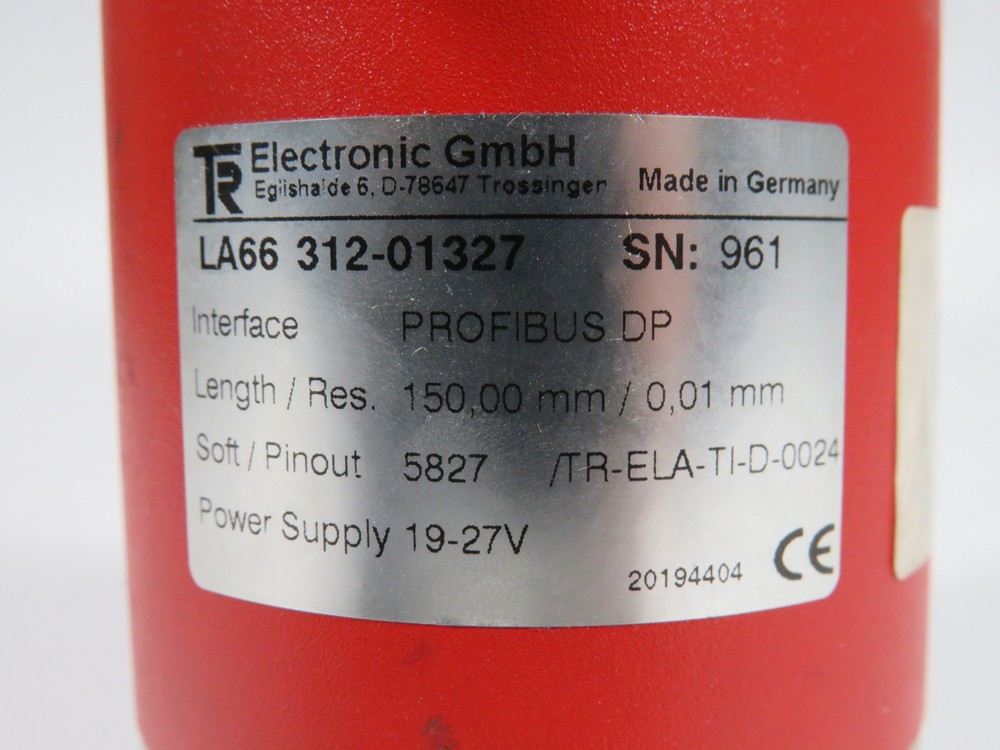 TR Electronic GmbH
Eglishalde 6, D-78647 Trossingen Made in Germany
LA66 312-01327 SN: 961
Interface PROFIBUS DP
Length / Res. 150,00 mm / 0,01 mm
Soft / Pinout 5827 /TR-ELA-TI-D-0024
Power Supply 19-27V
20194404 CE